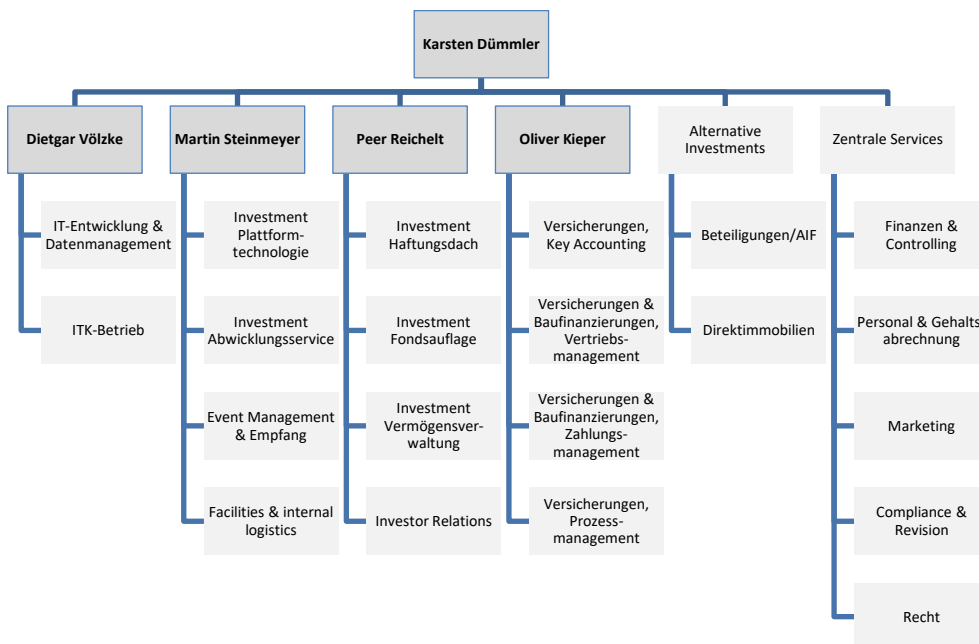 Karsten Dümmler
Dietgar Völzke
Martin Steinmeyer
Peer Reichelt
Oliver Kieper
Alternative
Investments
Zentrale Services
IT-Entwicklung &
Datenmanagement
ITK-Betrieb
Investment
Plattform-
technologie
Investment
Abwicklungsservice
Event Management
& Empfang
Facilities & internal
logistics
Investment
Haftungsdach
Investment
Fondsauflage
Investment
Vermögensver-
waltung
Investor Relations
Versicherungen,
Key Accounting
Versicherungen &
Baufinanzierungen,
Vertriebs-
management
Versicherungen &
Baufinanzierungen,
Zahlungs-
management
Versicherungen,
Prozess-
management
Beteiligungen/AIF
Direktimmobilien
Finanzen &
Controlling
Personal & Gehalts
abrechnung
Marketing
Compliance &
Revision
Recht